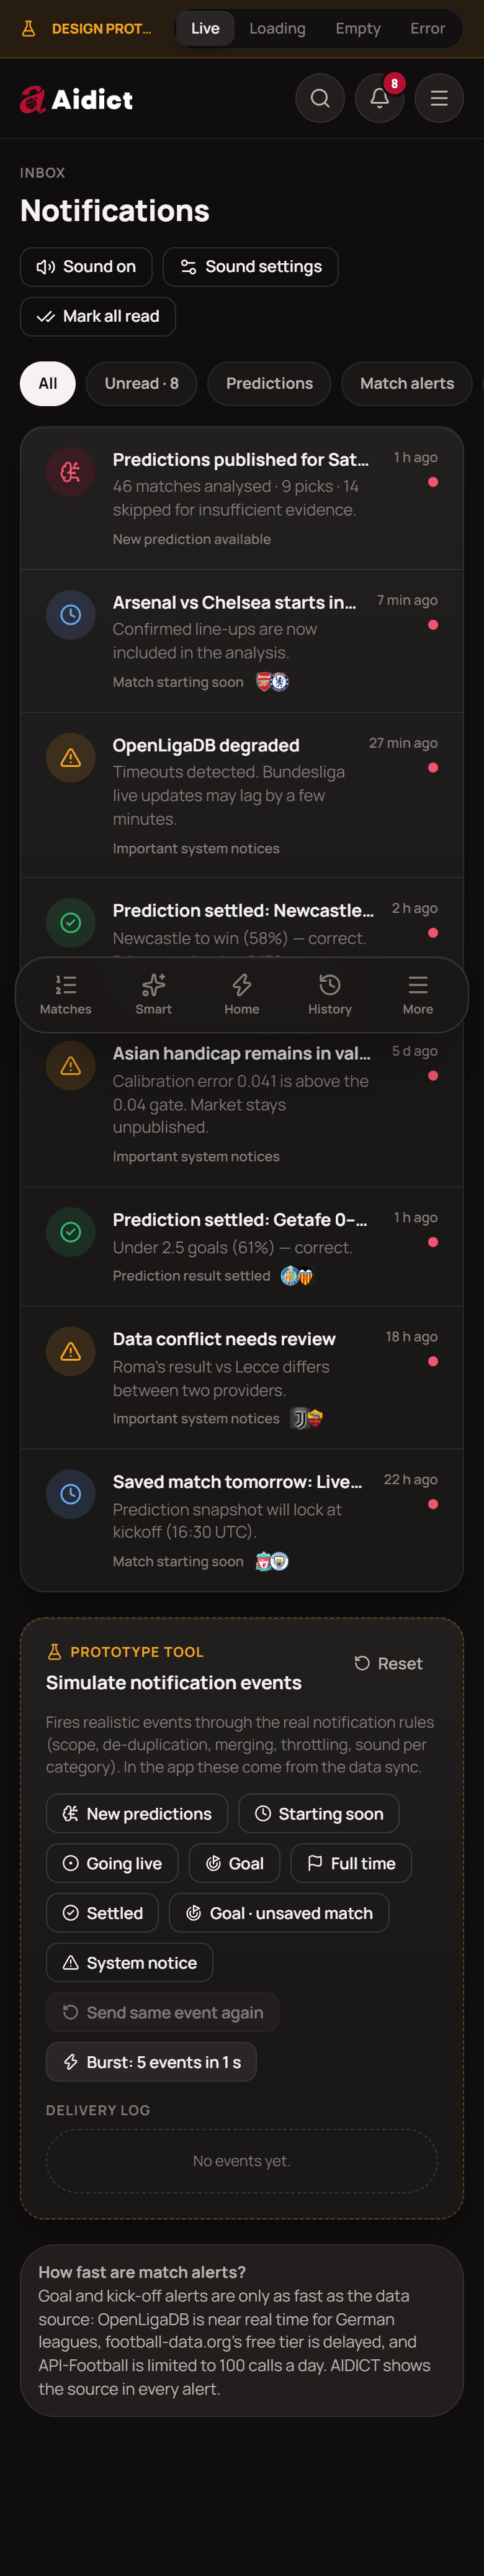 DESIGN PROT...
Live
Loading
Empty
Error
Aidict
8
INBOX
Notifications
Sound on
Sound settings
Mark all read
All
Unread · 8
Predictions
Match alerts
Predictions published for Sat...
1 h ago
46 matches analysed · 9 picks · 14
skipped for insufficient evidence.
New prediction available
Arsenal vs Chelsea starts in...
7 min ago
Confirmed line-ups are now
included in the analysis.
Match starting soon
OpenLigaDB degraded
27 min ago
Timeouts detected. Bundesliga
live updates may lag by a few
minutes.
Important system notices
Prediction settled: Newcastle...
2 h ago
Newcastle to win (58%) — correct.
Matches
Smart
Home
History
More
Asian handicap remains in val...
5 d ago
Calibration error 0.041 is above the
0.04 gate. Market stays
unpublished.
Important system notices
Prediction settled: Getafe 0–...
1 h ago
Under 2.5 goals (61%) — correct.
Prediction result settled
Data conflict needs review
18 h ago
Roma's result vs Lecce differs
between two providers.
Important system notices
Saved match tomorrow: Live...
22 h ago
Prediction snapshot will lock at
kickoff (16:30 UTC).
Match starting soon
PROTOTYPE TOOL
Simulate notification events
Reset
Fires realistic events through the real notification rules
(scope, de-duplication, merging, throttling, sound per
category). In the app these come from the data sync.
New predictions
Starting soon
Going live
Goal
Full time
Settled
Goal · unsaved match
System notice
Send same event again
Burst: 5 events in 1 s
DELIVERY LOG
No events yet.
How fast are match alerts?
Goal and kick-off alerts are only as fast as the data
source: OpenLigaDB is near real time for German
leagues, football-data.org's free tier is delayed, and
API-Football is limited to 100 calls a day. AIDICT shows
the source in every alert.